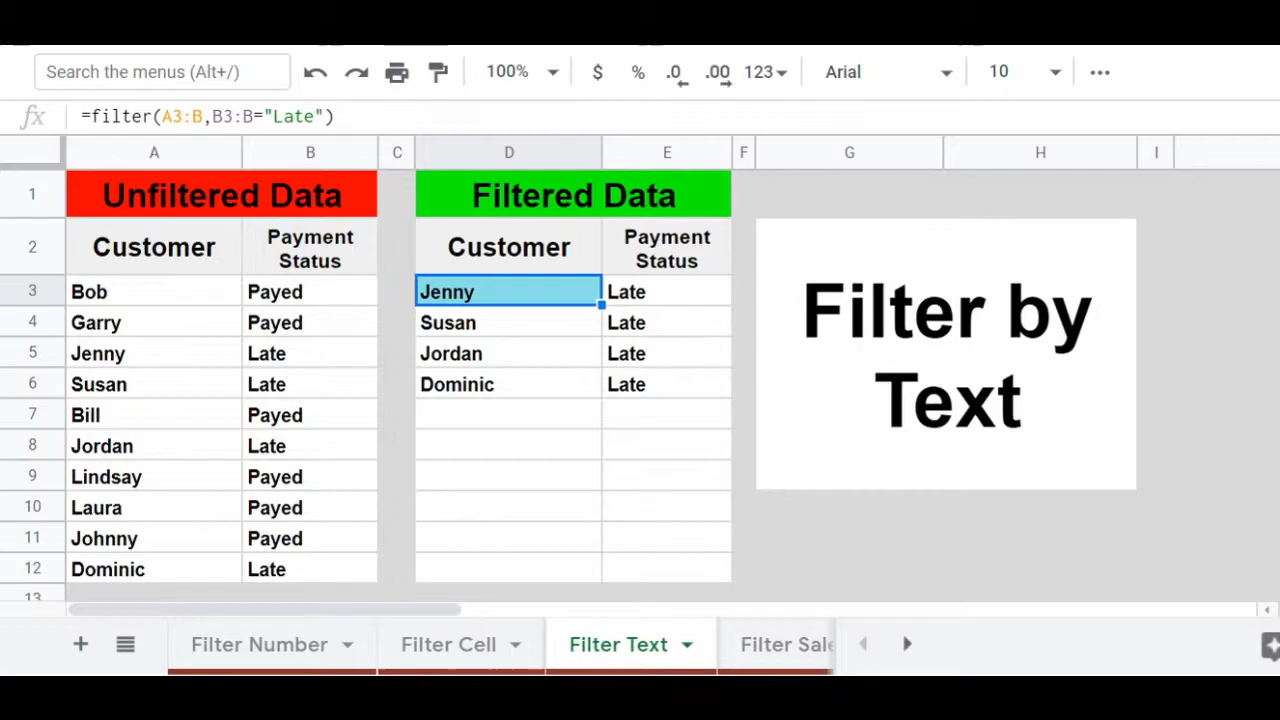 Search the menus (Alt+/) 100% $ % .0 .00 123 Arial 10
fx =filter(A3:B,B3:B="Late")
A B C D E F G H I
1 Unfiltered Data Filtered Data
2 Customer Payment Status Customer Payment Status
3 Bob Payed Jenny Late
4 Garry Payed Susan Late
5 Jenny Late Jordan Late
6 Susan Late Dominic Late
7 Bill Payed
8 Jordan Late
9 Lindsay Payed
10 Laura Payed
11 Johnny Payed
12 Dominic Late
13
Filter by
Text
Filter Number Filter Cell Filter Text Filter Sale